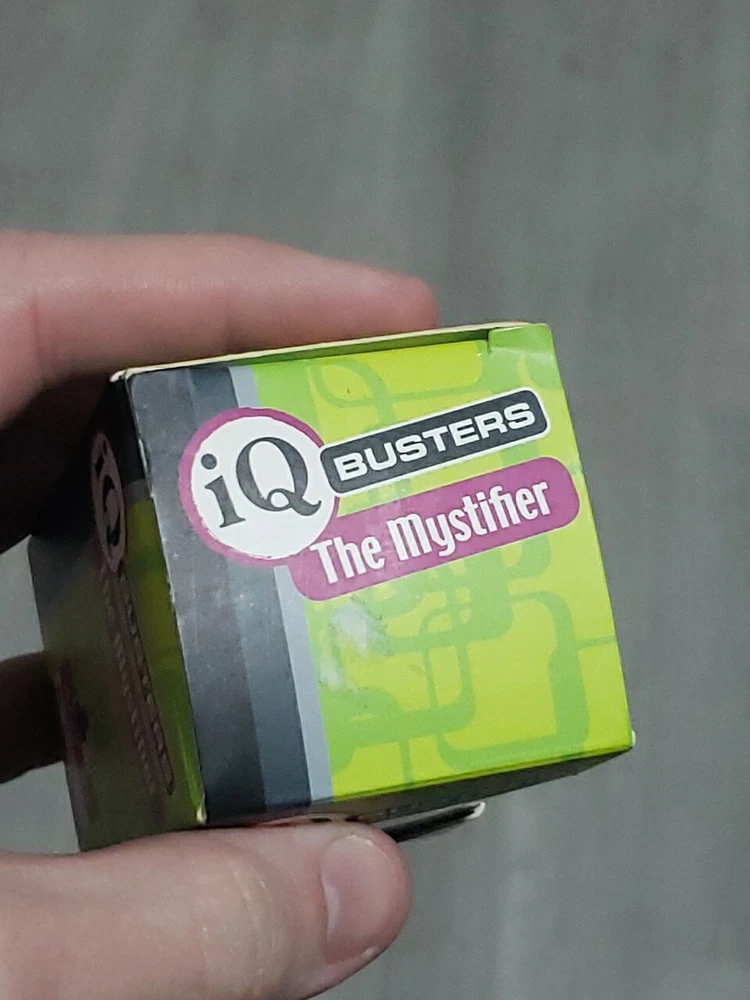 iQ
BUSTERS
The Mystifier